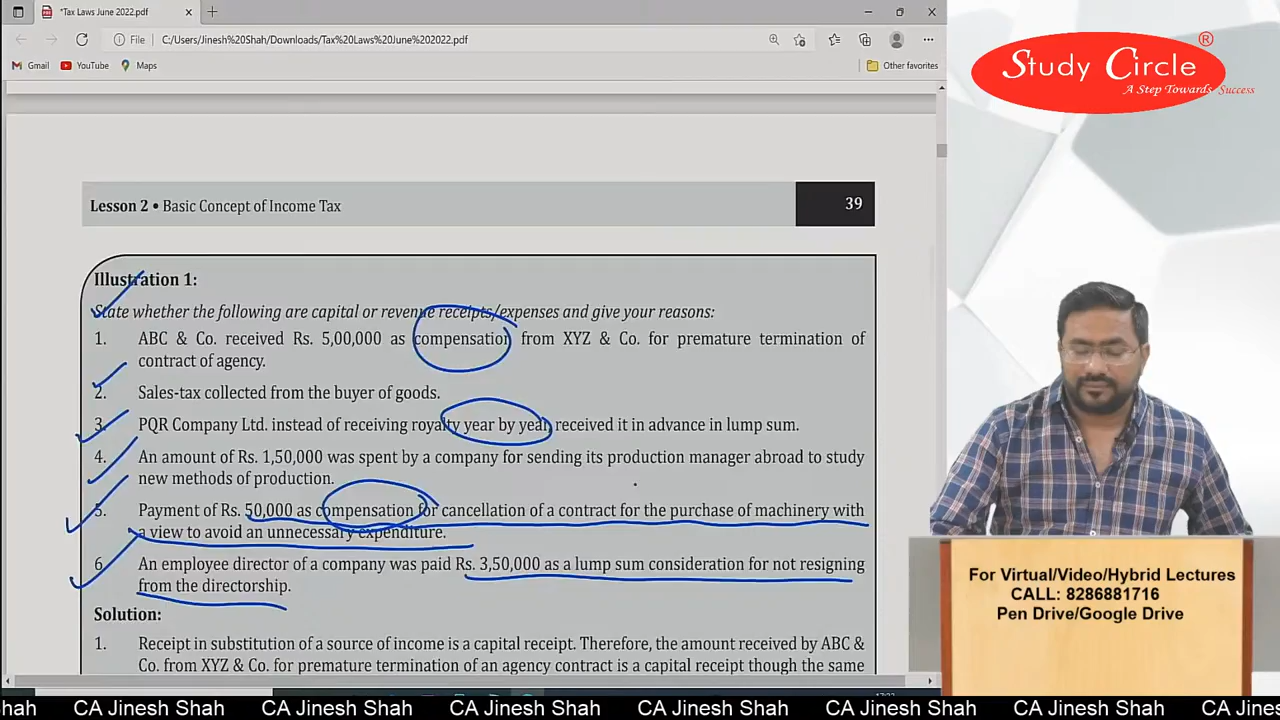 *Tax Laws June 2022.pdf
File
C:/Users/Jinesh%20Shah/Downloads/Tax%20Laws%20June%202022.pdf
Gmail
YouTube
Maps
Other favorites
Study Circle ®
A Step Towards Success
Lesson 2 • Basic Concept of Income Tax
39
Illustration 1:
State whether the following are capital or revenue receipts/expenses and give your reasons:
1. ABC & Co. received Rs. 5,00,000 as compensation from XYZ & Co. for premature termination of
contract of agency.
2. Sales-tax collected from the buyer of goods.
3. PQR Company Ltd. instead of receiving royalty year by year, received it in advance in lump sum.
4. An amount of Rs. 1,50,000 was spent by a company for sending its production manager abroad to study
new methods of production.
5. Payment of Rs. 50,000 as compensation for cancellation of a contract for the purchase of machinery with
a view to avoid an unnecessary expenditure.
6. An employee director of a company was paid Rs. 3,50,000 as a lump sum consideration for not resigning
from the directorship.
Solution:
1. Receipt in substitution of a source of income is a capital receipt. Therefore, the amount received by ABC &
Co. from XYZ & Co. for premature termination of an agency contract is a capital receipt though the same
For Virtual/Video/Hybrid Lectures
CALL: 8286881716
Pen Drive/Google Drive
Shah CA Jinesh Shah CA Jinesh Shah CA Jinesh Shah CA Jinesh Shah CA Jinesh Shah CA Jinesh Shah CA Jines